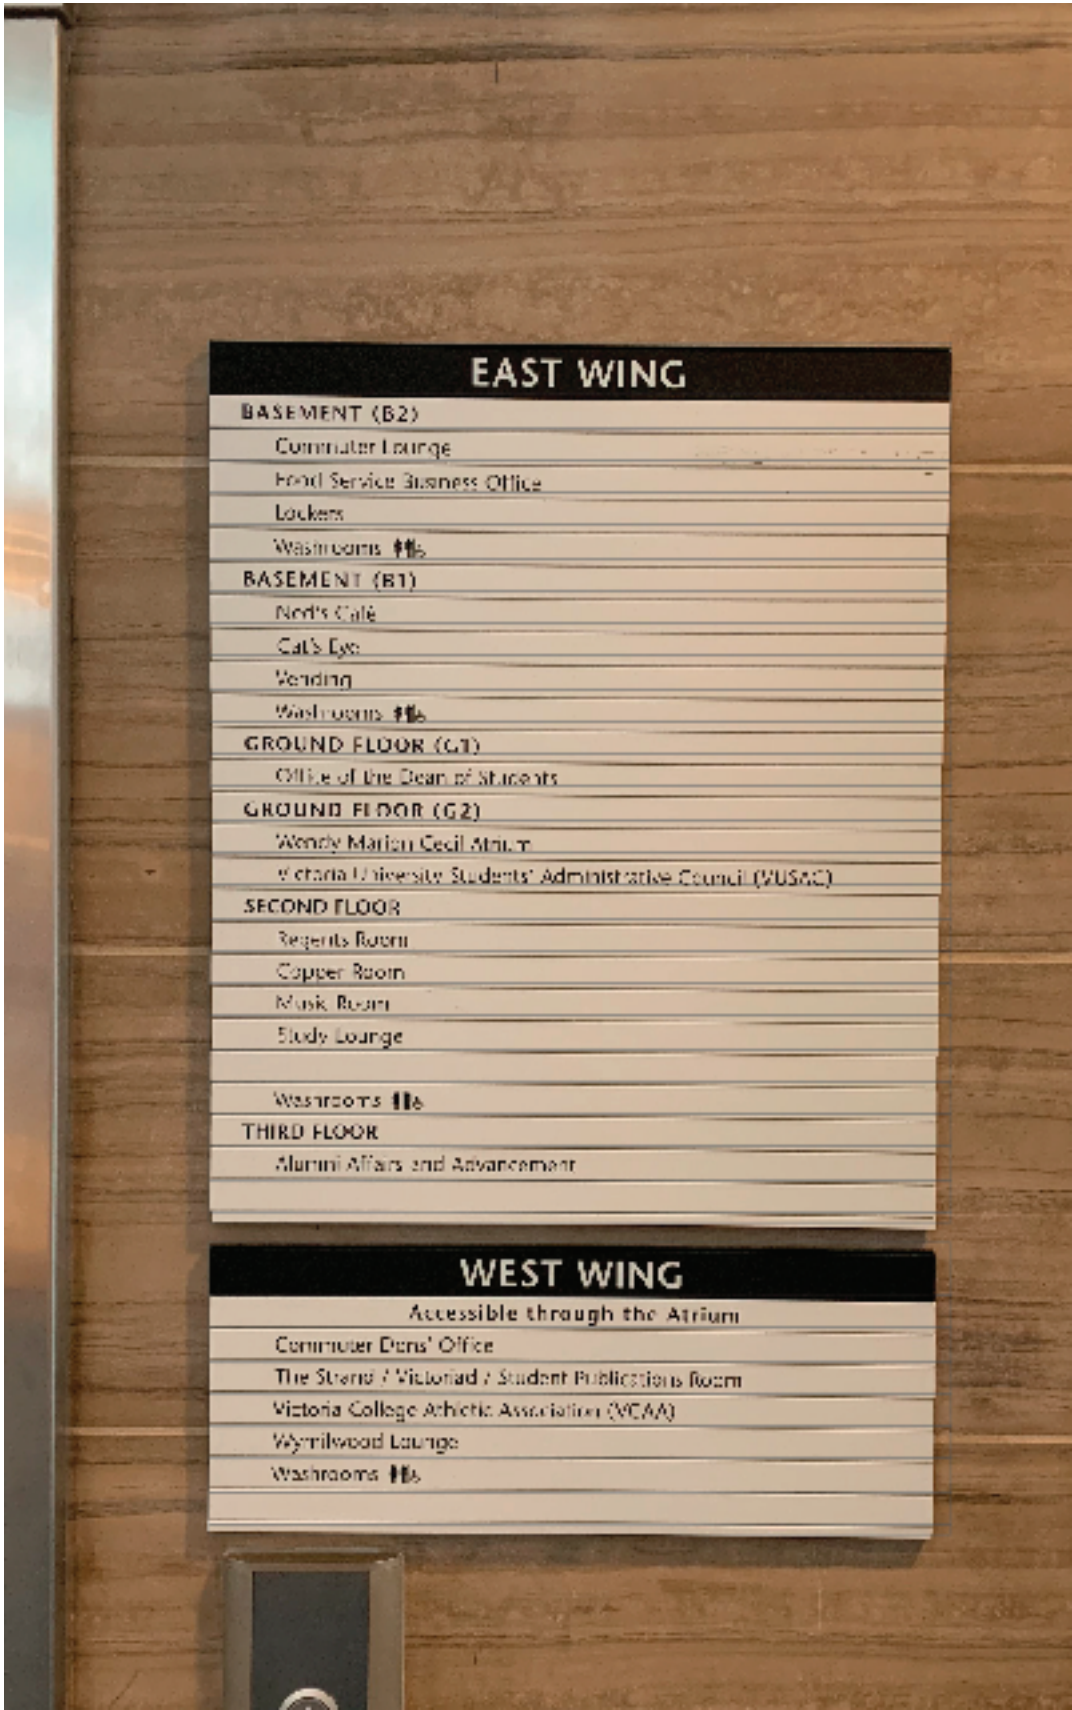 EAST WING
BASEMENT (B2)
Commuter Lounge
Food Service Business Office
Lockers
Washrooms
BASEMENT (B1)
Ned's Café
Cat's Eye
Vending
Washrooms
GROUND FLOOR (G1)
Office of the Dean of Students
GROUND FLOOR (G2)
Wendy Marion Cecil Atrium
Victoria University Students' Administrative Council (VUSAC)
SECOND FLOOR
Regents Room
Copper Room
Music Room
Study Lounge
Washrooms
THIRD FLOOR
Alumni Affairs and Advancement
WEST WING
Accessible through the Atrium
Commuter Dons' Office
The Strand / Victoriad / Student Publications Room
Victoria College Athletic Association (VCAA)
Wymilwood Lounge
Washrooms